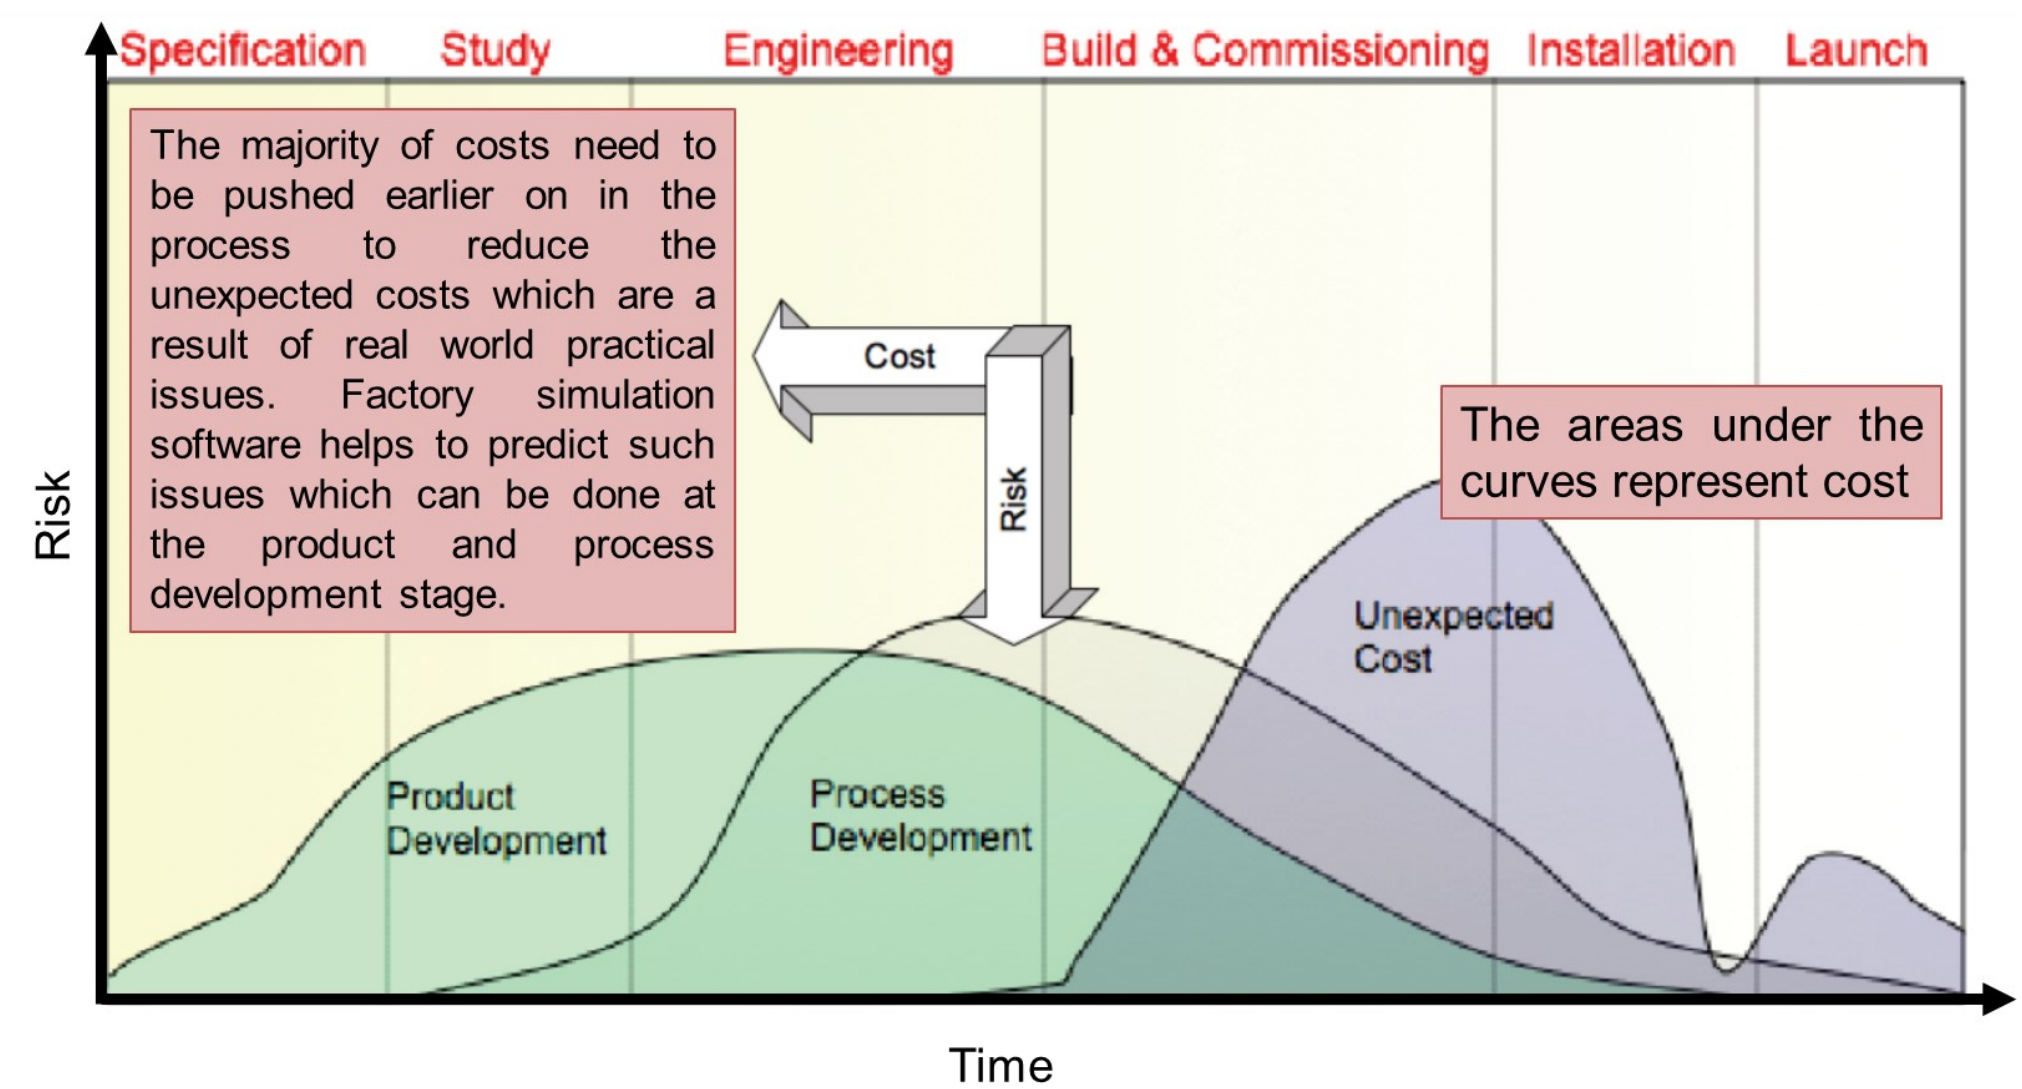 Specification Study Engineering Build & Commissioning Installation Launch
The majority of costs need to
be pushed earlier on in the
process to reduce the
unexpected costs which are a
result of real world practical
issues. Factory simulation
software helps to predict such
issues which can be done at
the product and process
development stage.
Cost
Risk
The areas under the
curves represent cost
Unexpected
Cost
Product
Development
Process
Development
Risk
Time